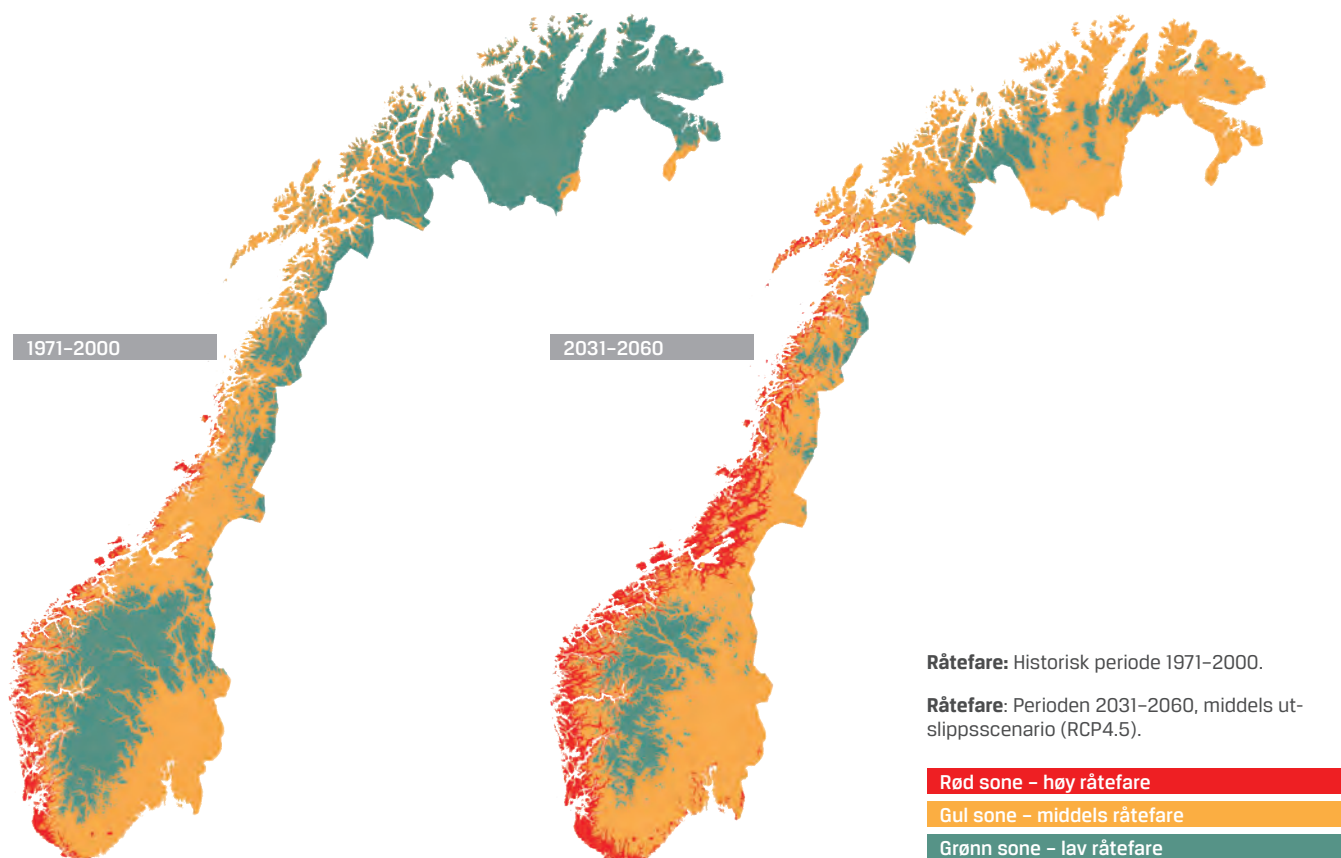 1971–2000
2031–2060
Råtefare: Historisk periode 1971–2000.
Råtefare: Perioden 2031–2060, middels ut-
slippsscenario (RCP4.5).
Rød sone – høy råtefare
Gul sone – middels råtefare
Grønn sone – lav råtefare